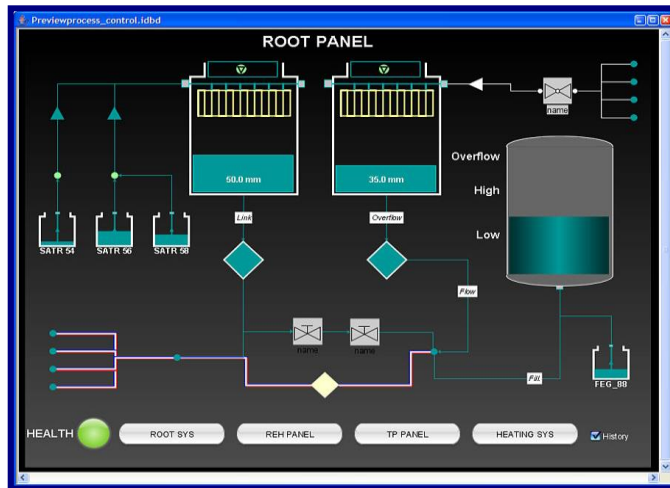 Previewprocess_control.idbd
ROOT PANEL
name
Overflow
50.0 mm
35.0 mm
High
Link
Overflow
Low
SATR 54
SATR 56
SATR 58
Flow
name
name
Fill
FEG_88
HEALTH
ROOT SYS
REH PANEL
TP PANEL
HEATING SYS
History